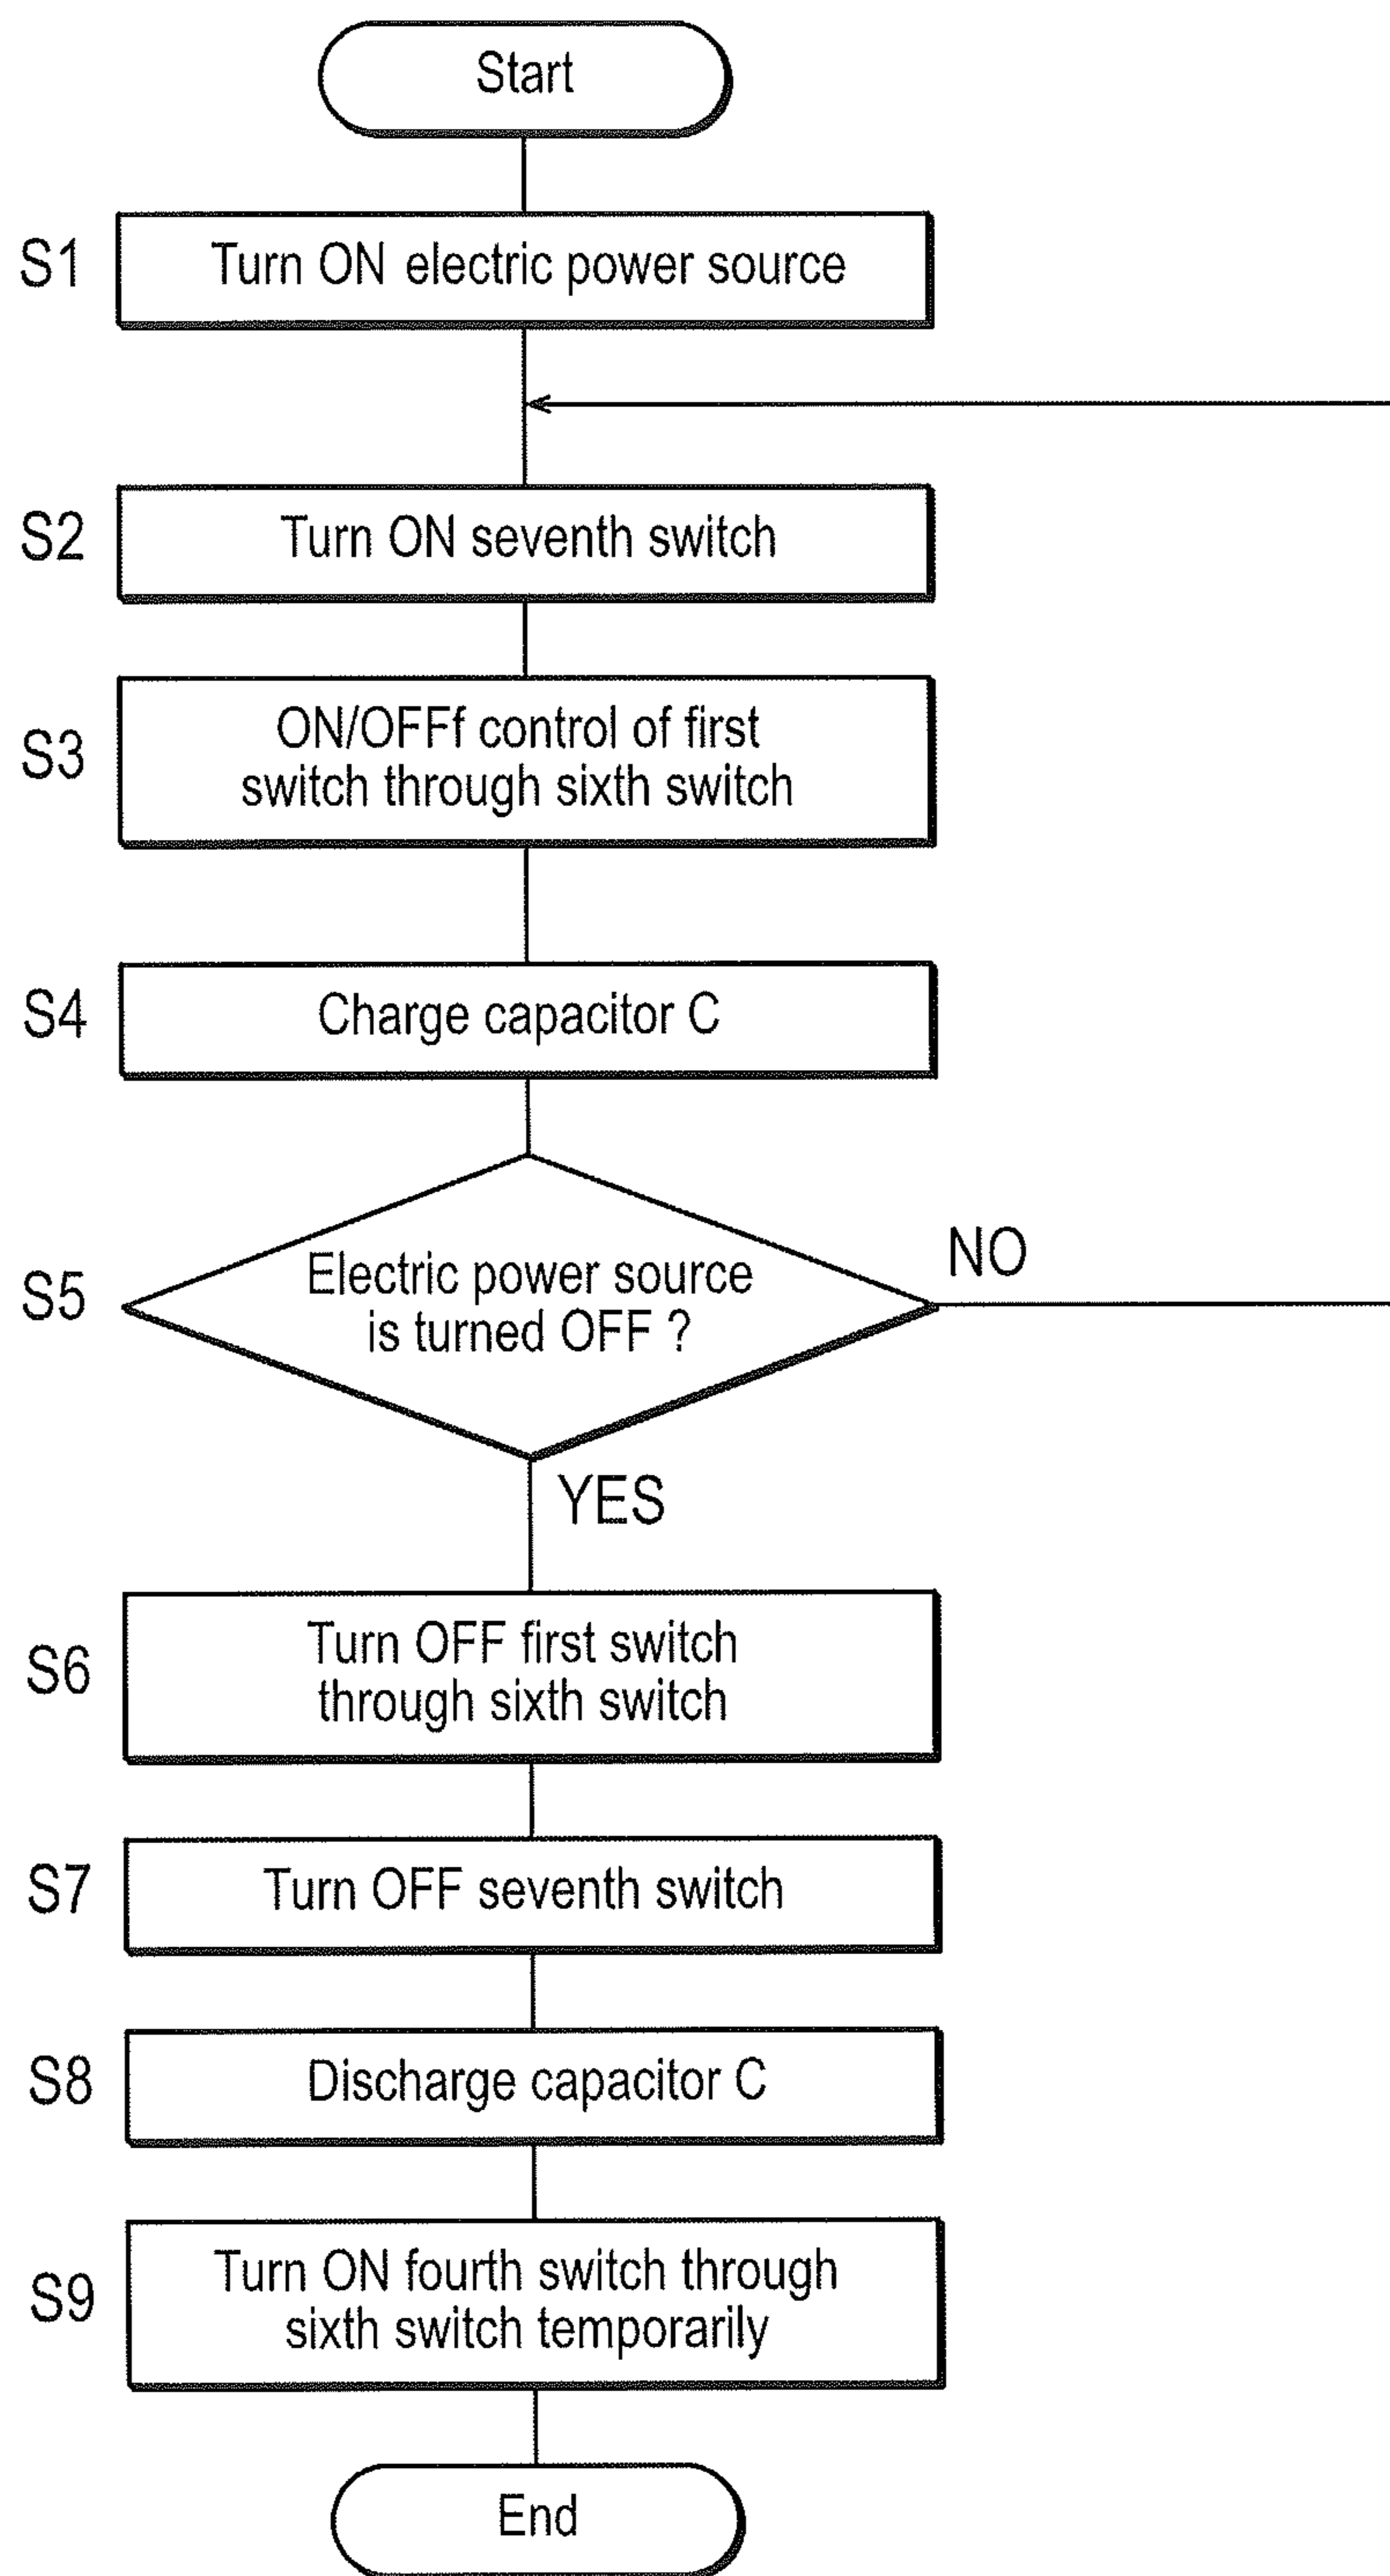 Start
S1
Turn ON electric power source
S2
Turn ON seventh switch
S3
ON/OFFf control of first
switch through sixth switch
S4
Charge capacitor C
S5
Electric power source
is turned OFF ?
NO
YES
S6
Turn OFF first switch
through sixth switch
S7
Turn OFF seventh switch
S8
Discharge capacitor C
S9
Turn ON fourth switch through
sixth switch temporarily
End